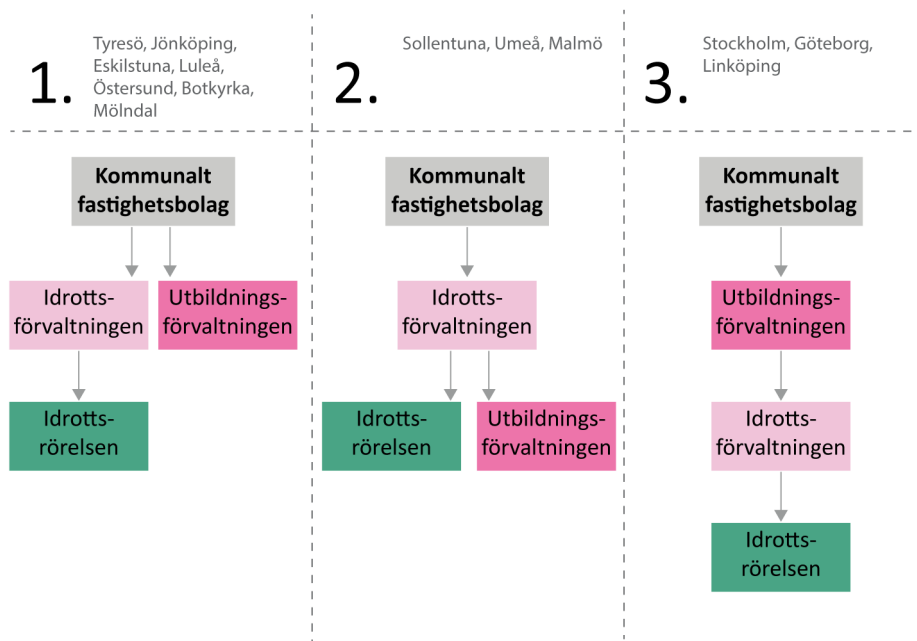 1.
Tyresö, Jönköping,
Eskilstuna, Luleå,
Östersund, Botkyrka,
Mölndal
Kommunalt
fastighetsbolag
Idrotts-
förvaltningen
Utbildnings-
förvaltningen
Idrotts-
rörelsen
2.
Sollentuna, Umeå, Malmö
Kommunalt
fastighetsbolag
Idrotts-
förvaltningen
Idrotts-
rörelsen
Utbildnings-
förvaltningen
3.
Stockholm, Göteborg,
Linköping
Kommunalt
fastighetsbolag
Utbildnings-
förvaltningen
Idrotts-
förvaltningen
Idrotts-
rörelsen